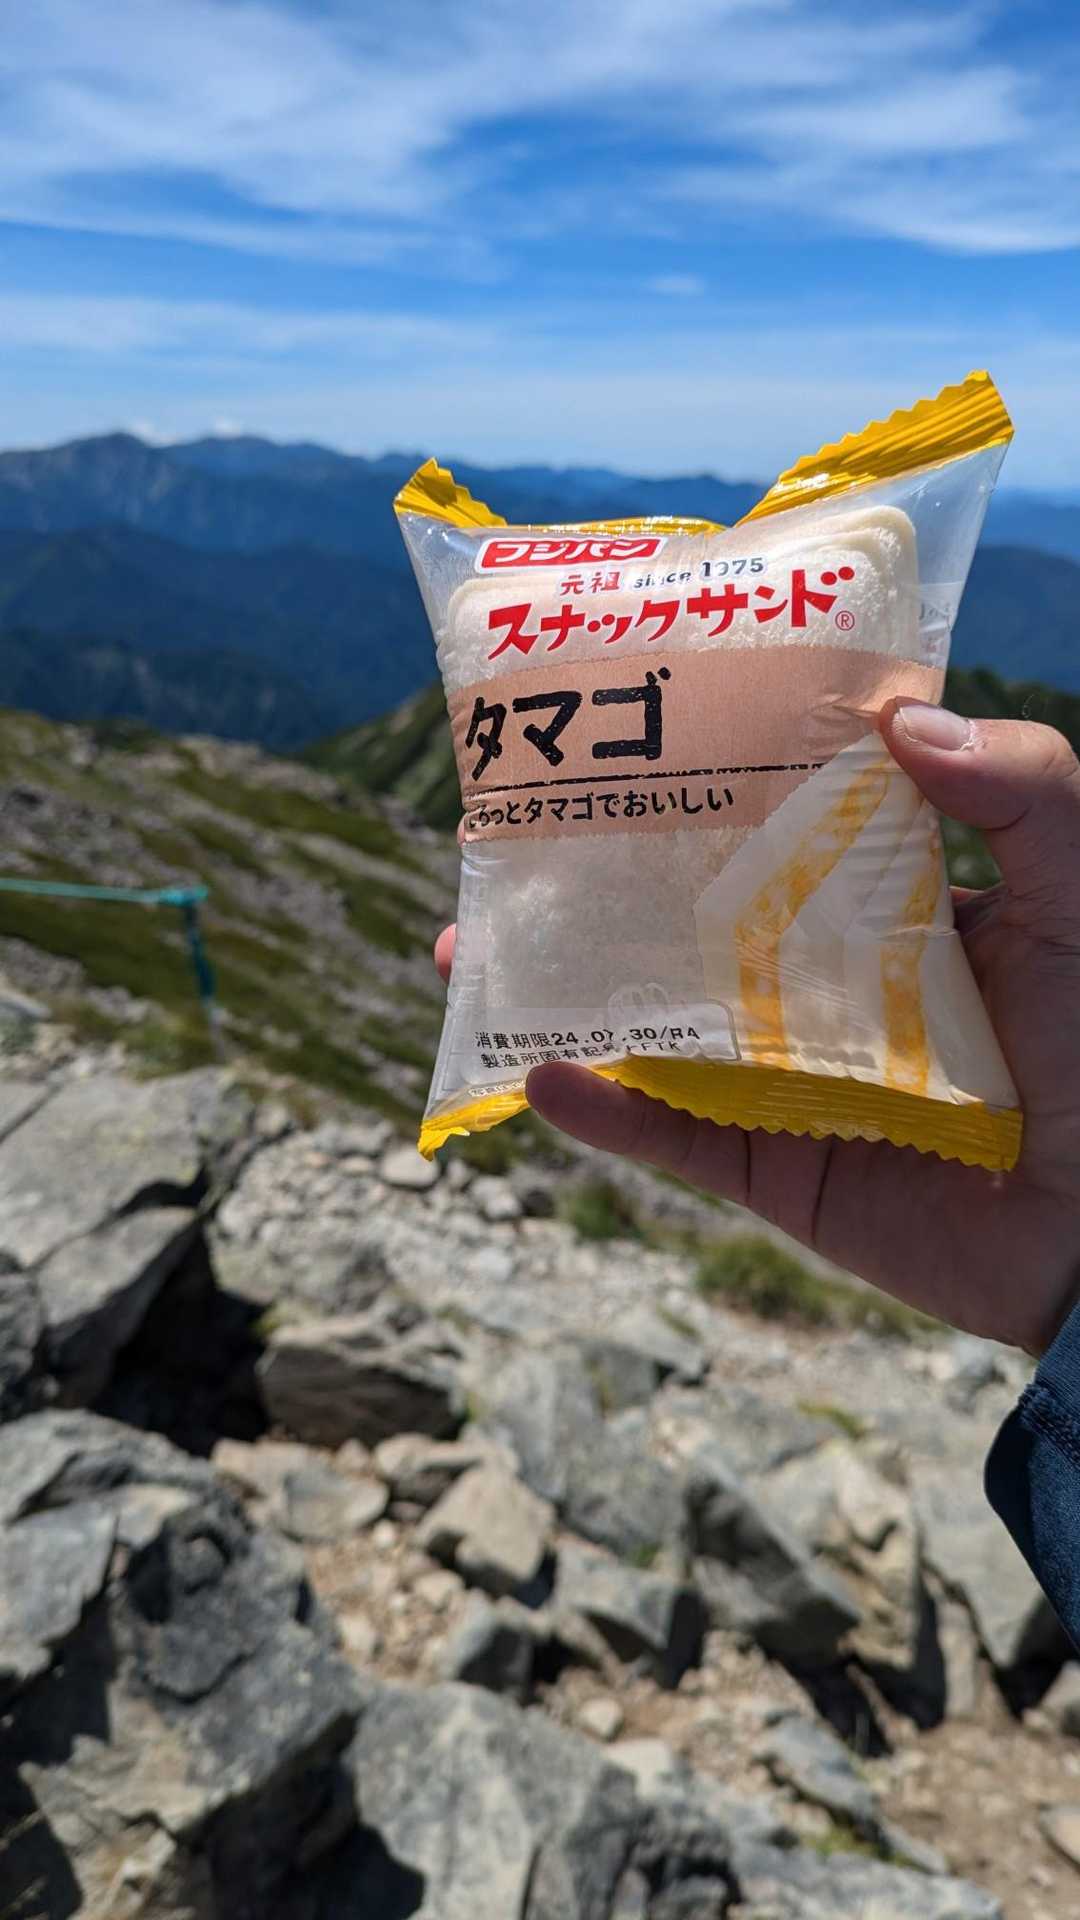 フジパン
元祖 since 1975
スナックサンド®
タマゴ
ごろっとタマゴでおいしい
消費期限24.07.30/R4
製造所固有記号 FFTK